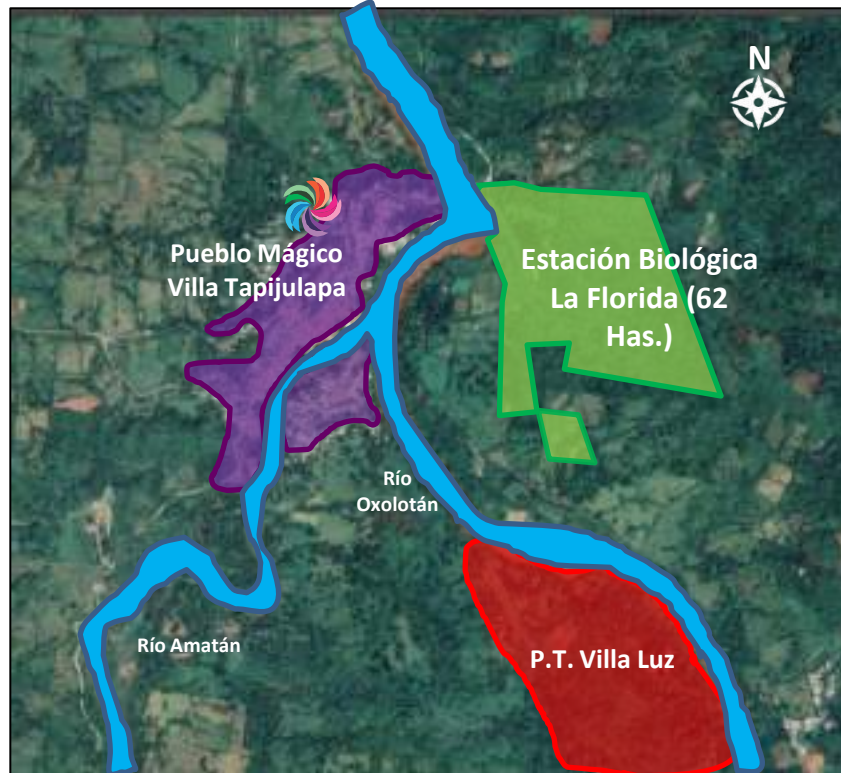 N
Pueblo Mágico
Villa Tapijulapa
Estación Biológica
La Florida (62
Has.)
Río
Oxolotán
Río Amatán
P.T. Villa Luz